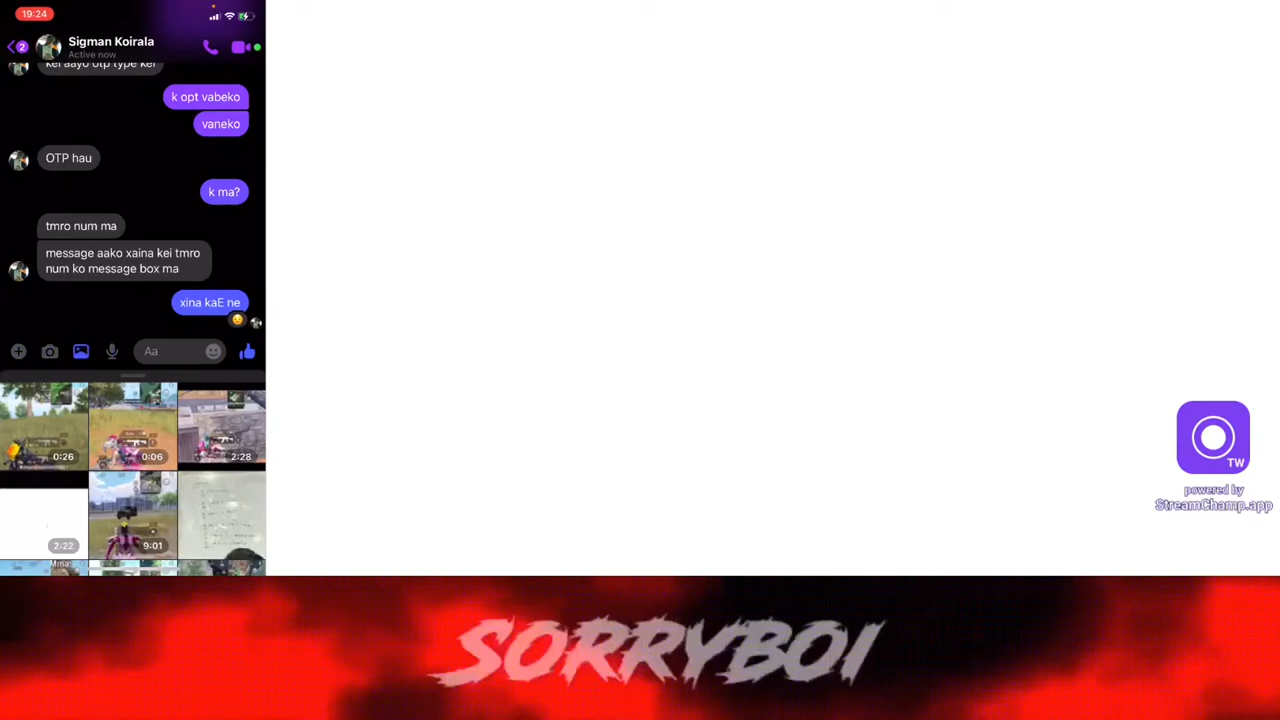 19:24
2
Sigman Koirala
Active now
kei aayo otp type kei
k opt vabeko
vaneko
OTP hau
k ma?
tmro num ma
message aako xaina kei tmro
num ko message box ma
xina kaE ne
Aa
0:26
0:06
2:28
2:22
9:01
TW
powered by
StreamChamp.app
SORRYBOI